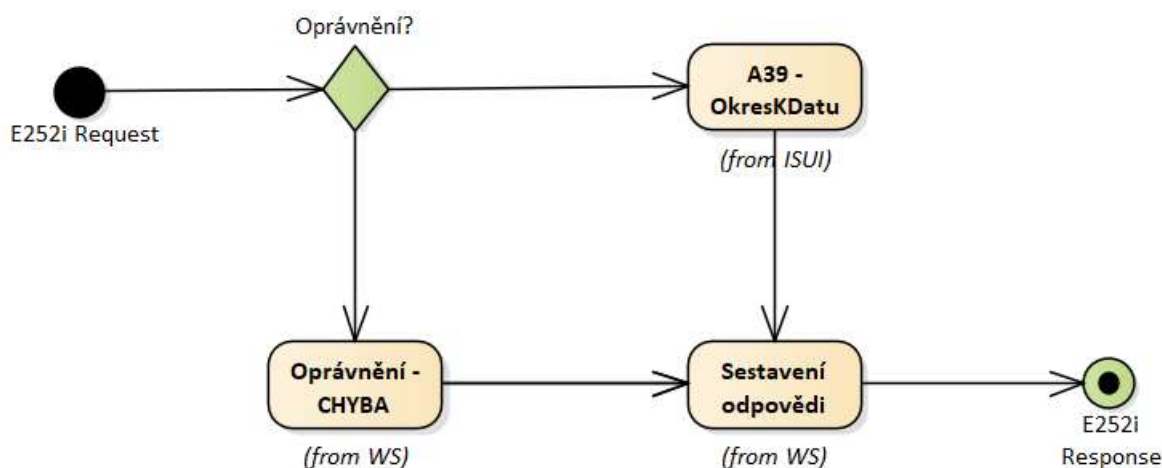 Oprávnění?
E252i Request
A39 -
OkresKDatu
(from ISUI)
Oprávnění -
CHYBA
(from WS)
Sestavení
odpovědi
(from WS)
E252i
Response